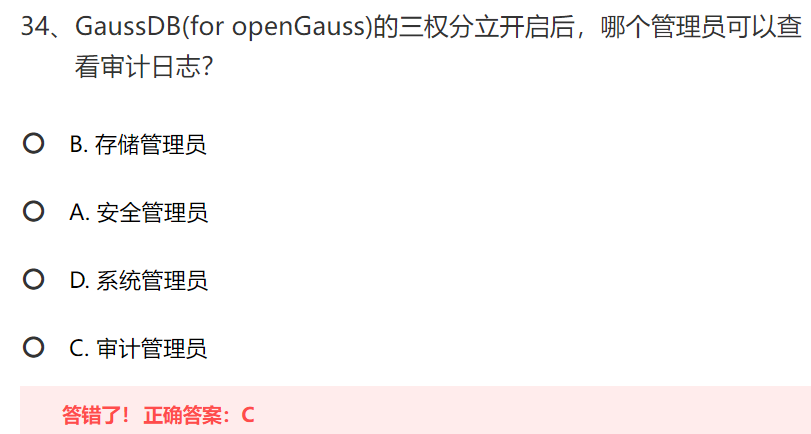 34、GaussDB(for openGauss)的三权分立开启后，哪个管理员可以查
看审计日志？
B. 存储管理员
A. 安全管理员
D. 系统管理员
C. 审计管理员
答错了！正确答案：C